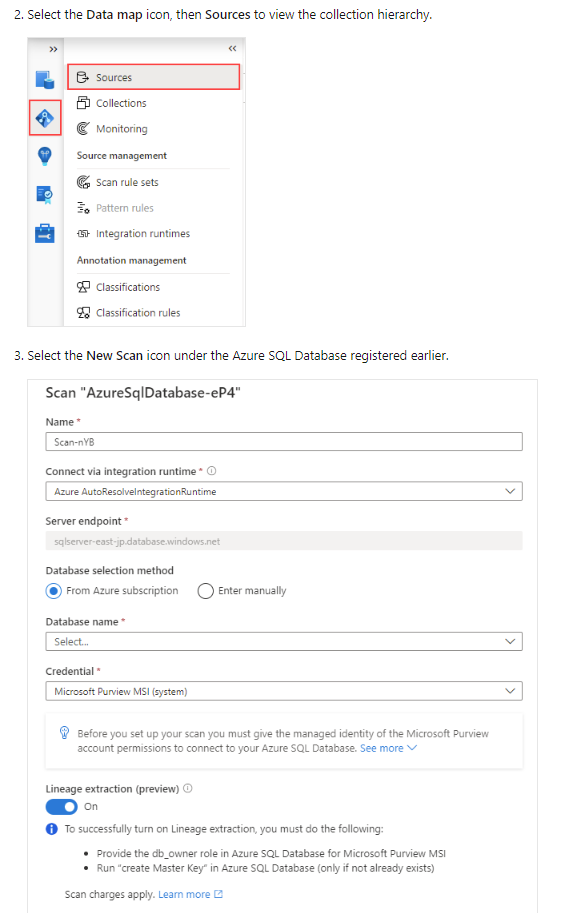 2. Select the Data map icon, then Sources to view the collection hierarchy.
Sources
Collections
Monitoring
Source management
Scan rule sets
Pattern rules
Integration runtimes
Annotation management
Classifications
Classification rules
3. Select the New Scan icon under the Azure SQL Database registered earlier.
Scan "AzureSqlDatabase-eP4"
Name *
Scan-nYB
Connect via integration runtime *
Azure AutoResolveIntegrationRuntime
Server endpoint *
sqlserver-east-jp.database.windows.net
Database selection method
From Azure subscription Enter manually
Database name *
Select...
Credential *
Microsoft Purview MSI (system)
Before you set up your scan you must give the managed identity of the Microsoft Purview
account permissions to connect to your Azure SQL Database. See more
Lineage extraction (preview)
On
To successfully turn on Lineage extraction, you must do the following:
• Provide the db_owner role in Azure SQL Database for Microsoft Purview MSI
• Run "create Master Key" in Azure SQL Database (only if not already exists)
Scan charges apply. Learn more